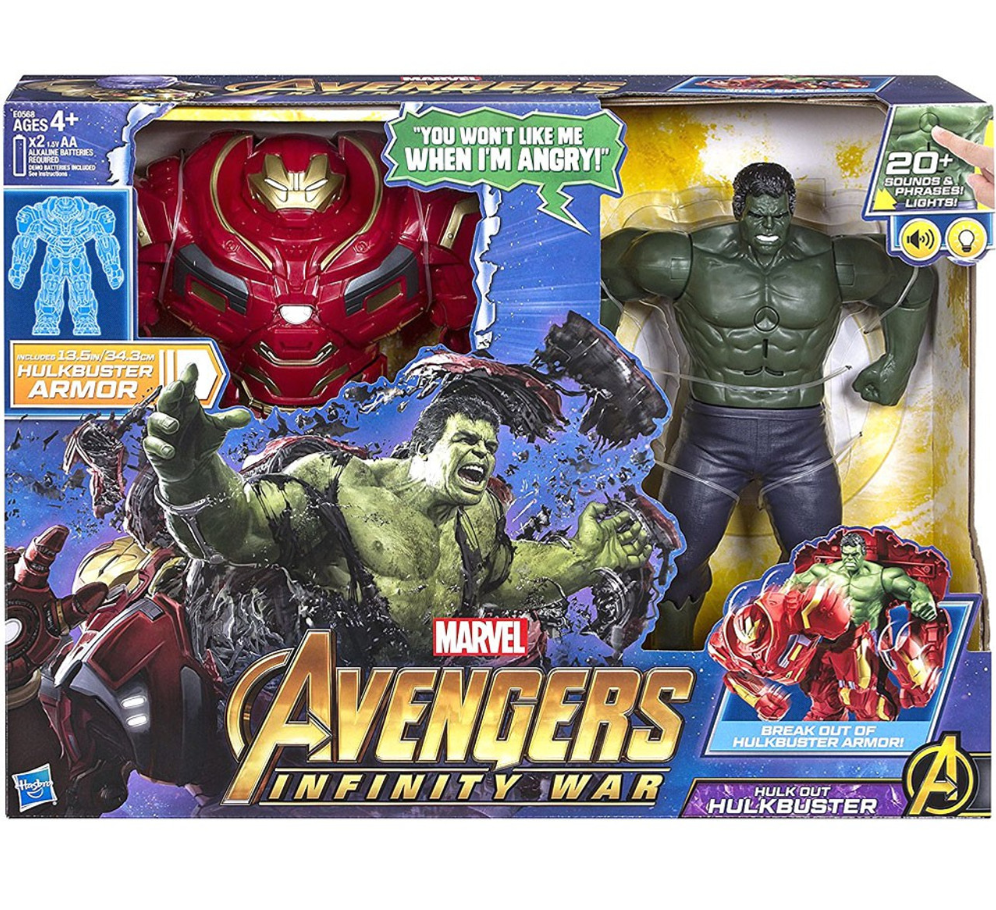 MARVEL
AVENGERS
E0568
AGES 4+
X2 1.5V AA
ALKALINE BATTERIES
REQUIRED
DEMO BATTERIES INCLUDED
See Instructions
"YOU WON'T LIKE ME
WHEN I'M ANGRY!"
20+
SOUNDS &
PHRASES!
LIGHTS!
INCLUDES 13.5IN/34.3CM
HULKBUSTER
ARMOR
MARVEL
AVENGERS
INFINITY WAR
BREAK OUT OF
HULKBUSTER ARMOR!
Hasbro
HULK OUT
HULKBUSTER